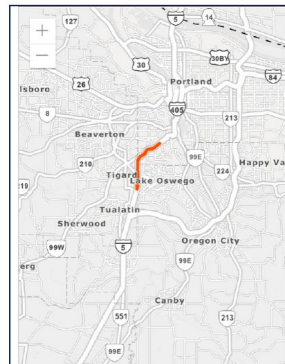 127
5
14
+
−
30BY
30
Portland
84
lsboro
26
405
8
213
Beaverton
99E
210
Happy Va
Tigard
Lake Oswego
219
224
Tualatin
Sherwood
99W
5
Oregon City
erg
99E
Canby
551
213
99E